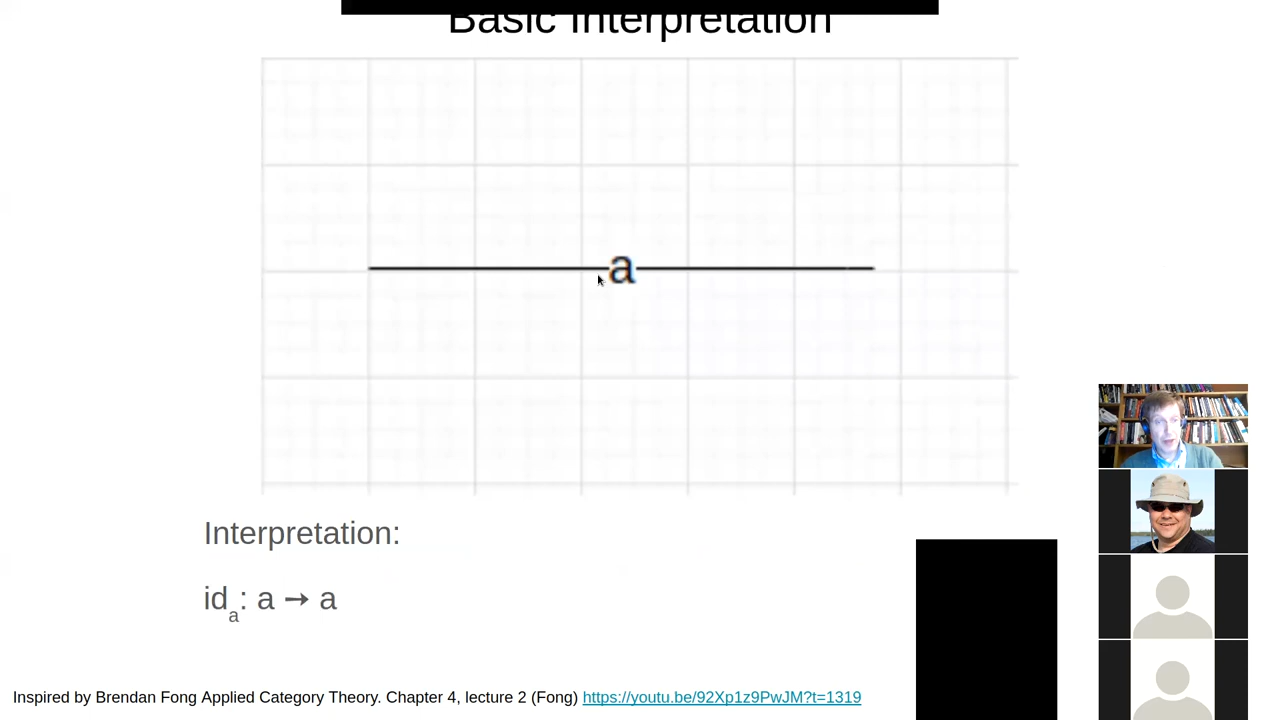 Basic Interpretation
a
Interpretation:
id_a: a → a
Inspired by Brendan Fong Applied Category Theory. Chapter 4, lecture 2 (Fong) https://youtu.be/92Xp1z9PwJM?t=1319